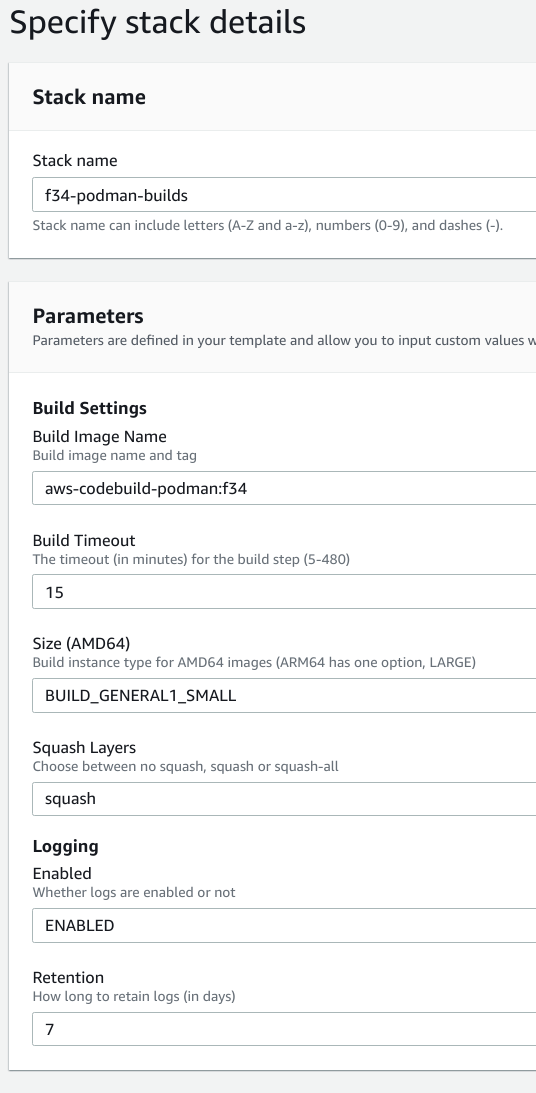 Specify stack details
Stack name
Stack name
f34-podman-builds
Stack name can include letters (A-Z and a-z), numbers (0-9), and dashes (-).
Parameters
Parameters are defined in your template and allow you to input custom values w
Build Settings
Build Image Name
Build image name and tag
aws-codebuild-podman:f34
Build Timeout
The timeout (in minutes) for the build step (5-480)
15
Size (AMD64)
Build instance type for AMD64 images (ARM64 has one option, LARGE)
BUILD_GENERAL1_SMALL
Squash Layers
Choose between no squash, squash or squash-all
squash
Logging
Enabled
Whether logs are enabled or not
ENABLED
Retention
How long to retain logs (in days)
7